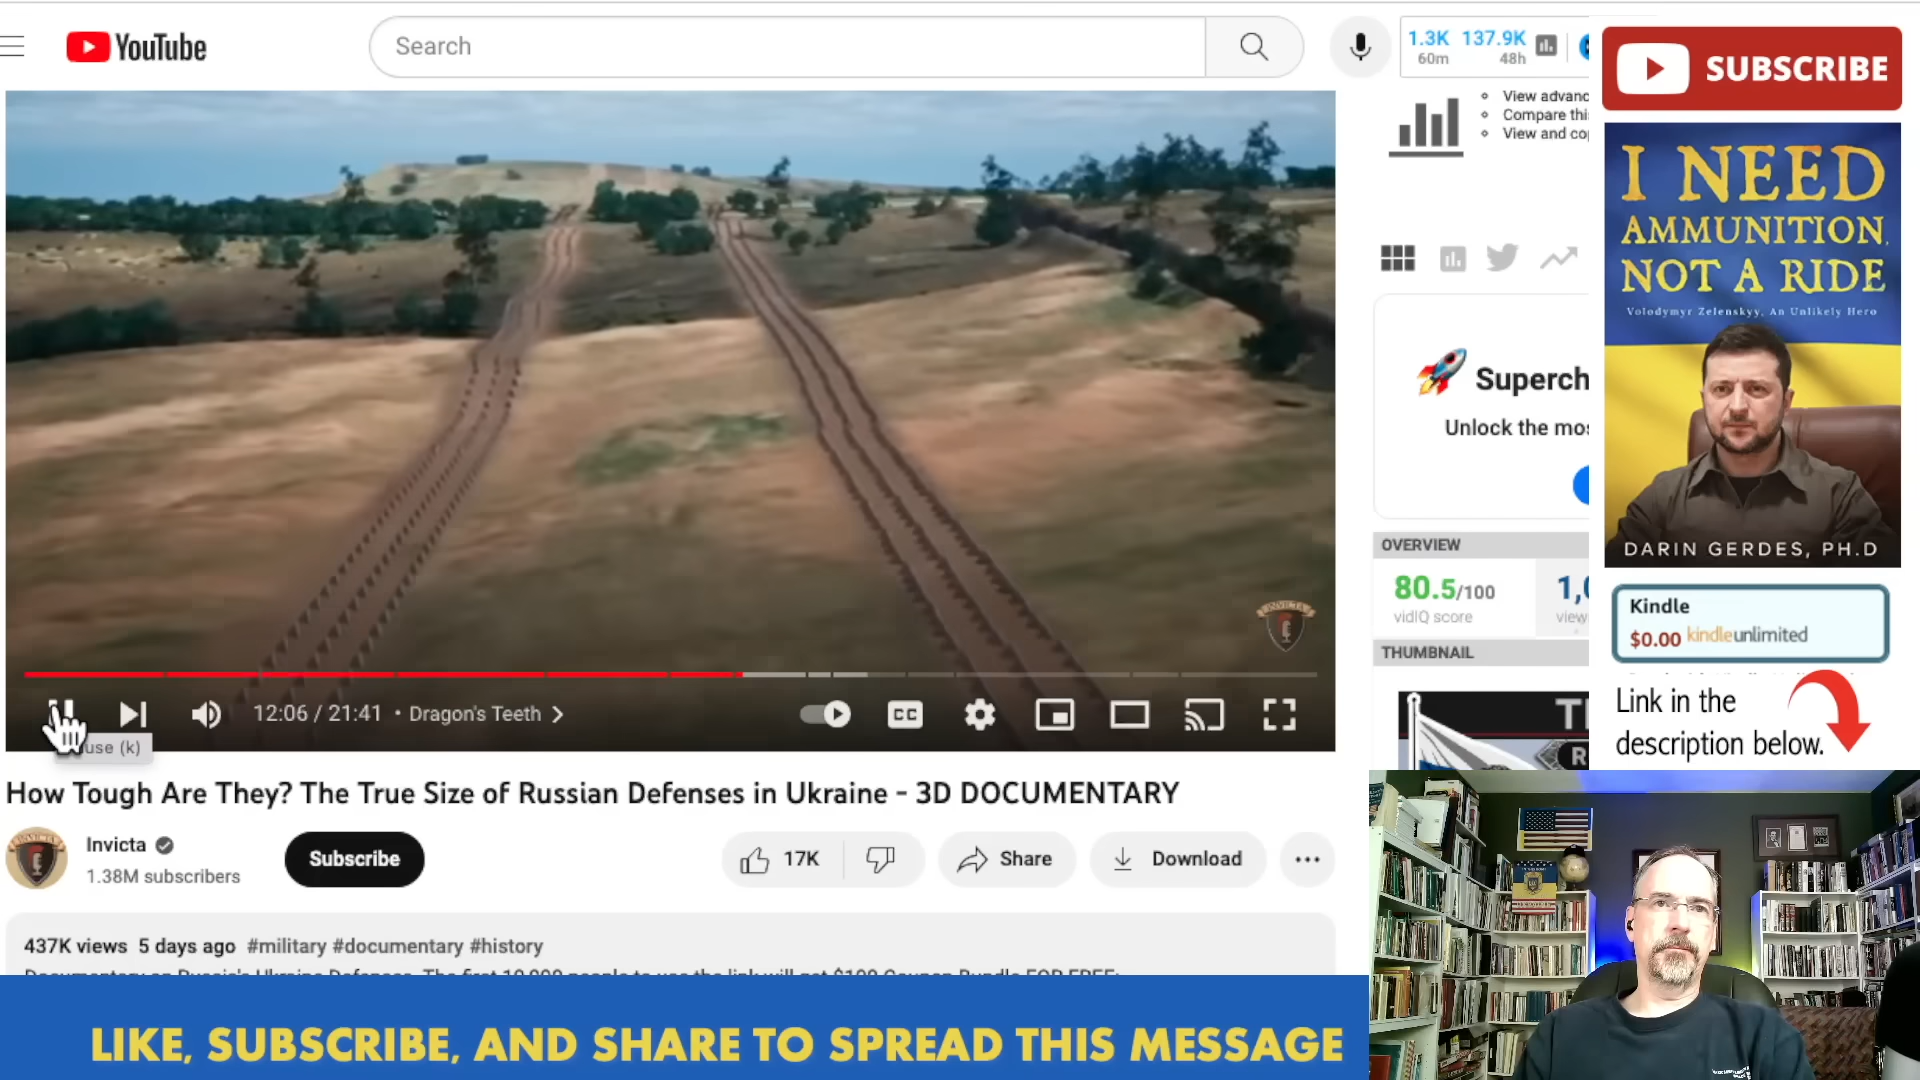 YouTube
Search
1.3K 137.9K
60m 48h
SUBSCRIBE
View advanc
Compare thi
View and co
I NEED
AMMUNITION,
NOT A RIDE
Volodymyr Zelenskyy, An Unlikely Hero
DARIN GERDES, PH.D
Superch
Unlock the mos
OVERVIEW
80.5/100
vidIQ score
view
THUMBNAIL
Kindle
$0.00 kindleunlimited
Link in the
description below.
INVICTA
12:06 / 21:41 • Dragon's Teeth
CC
use (k)
How Tough Are They? The True Size of Russian Defenses in Ukraine - 3D DOCUMENTARY
Invicta
1.38M subscribers
Subscribe
17K
Share
Download
437K views 5 days ago #military #documentary #history
LIKE, SUBSCRIBE, AND SHARE TO SPREAD THIS MESSAGE